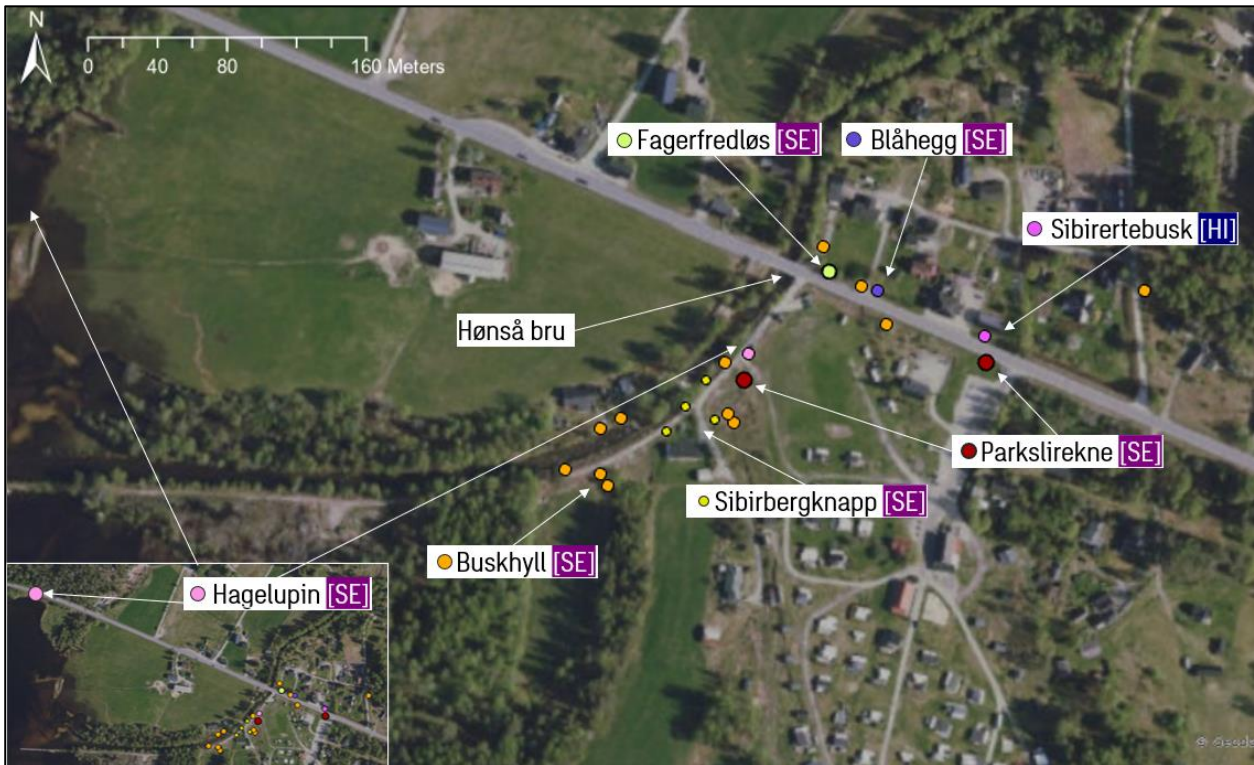 N
0 40 80 160 Meters
Fagerfredløs [SE]
Blåhegg [SE]
Sibirertebusk [HI]
Hønså bru
Parkslirekne [SE]
Sibirbergknapp [SE]
Buskhyll [SE]
Hagelupin [SE]